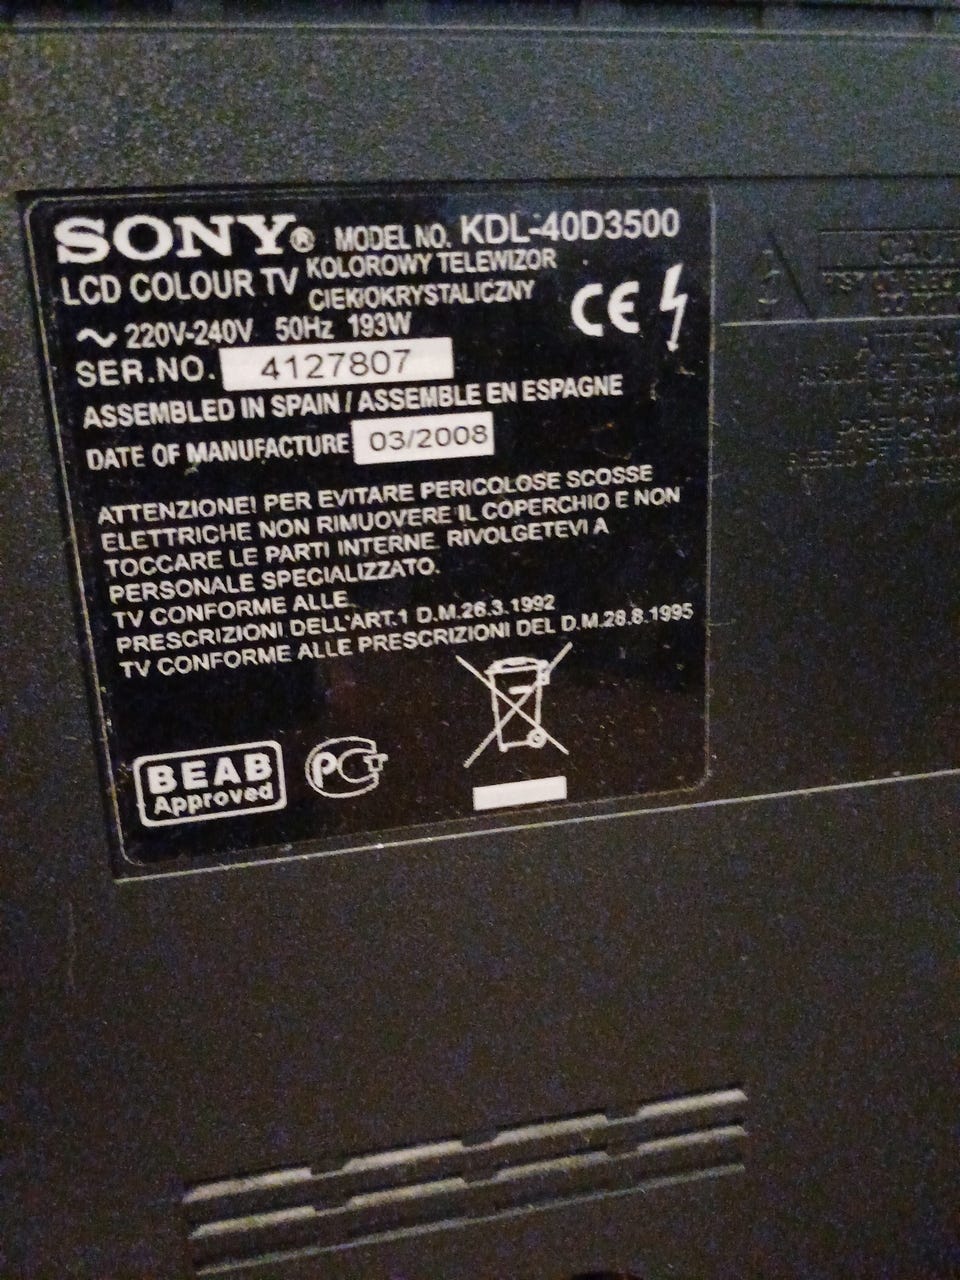 SONY® MODEL NO. KDL-40D3500
LCD COLOUR TV KOLOROWY TELEWIZOR
CIEKŁOKRYSTALICZNY
~ 220V-240V 50Hz 193W
CE
SER.NO. 4127807
ASSEMBLED IN SPAIN / ASSEMBLE EN ESPAGNE
DATE OF MANUFACTURE 03/2008
ATTENZIONE! PER EVITARE PERICOLOSE SCOSSE
ELETTRICHE NON RIMUOVERE IL COPERCHIO E NON
TOCCARE LE PARTI INTERNE. RIVOLGETEVI A
PERSONALE SPECIALIZZATO.
TV CONFORME ALLE
PRESCRIZIONI DELL'ART.1 D.M.26.3.1992
TV CONFORME ALLE PRESCRIZIONI DEL D.M.28.8.1995
BEAB
Approved
PCT